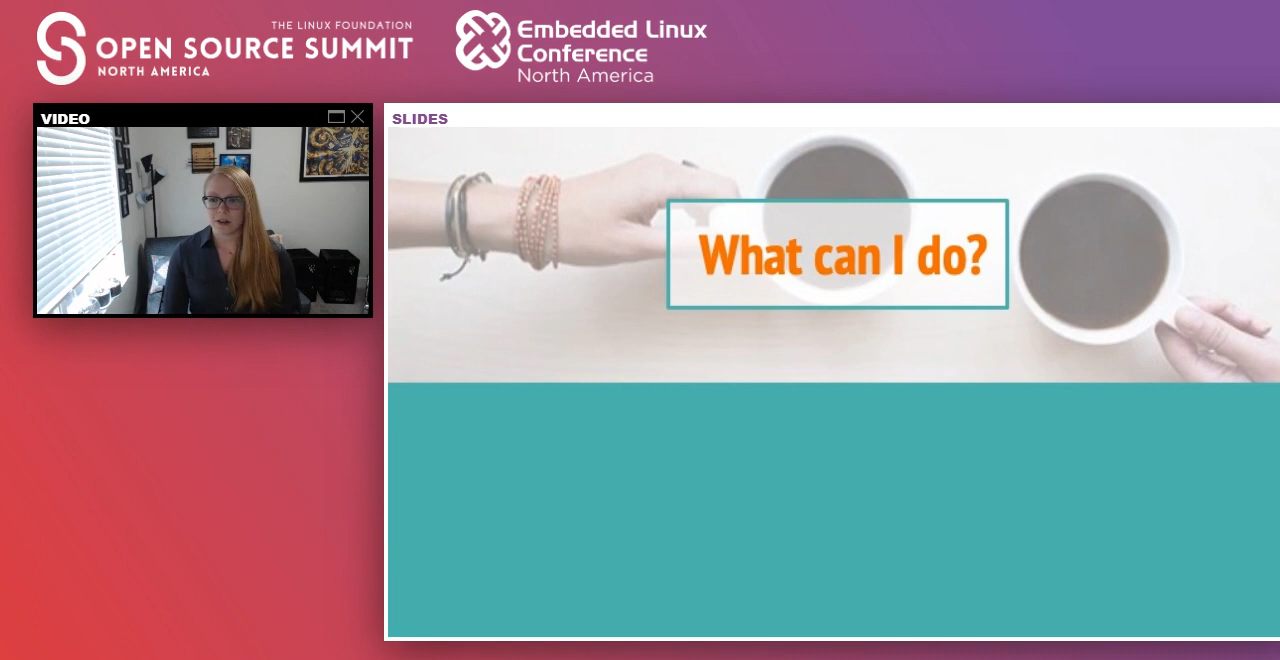 THE LINUX FOUNDATION
OPEN SOURCE SUMMIT
NORTH AMERICA
Embedded Linux
Conference
North America
VIDEO
SLIDES
What can I do?